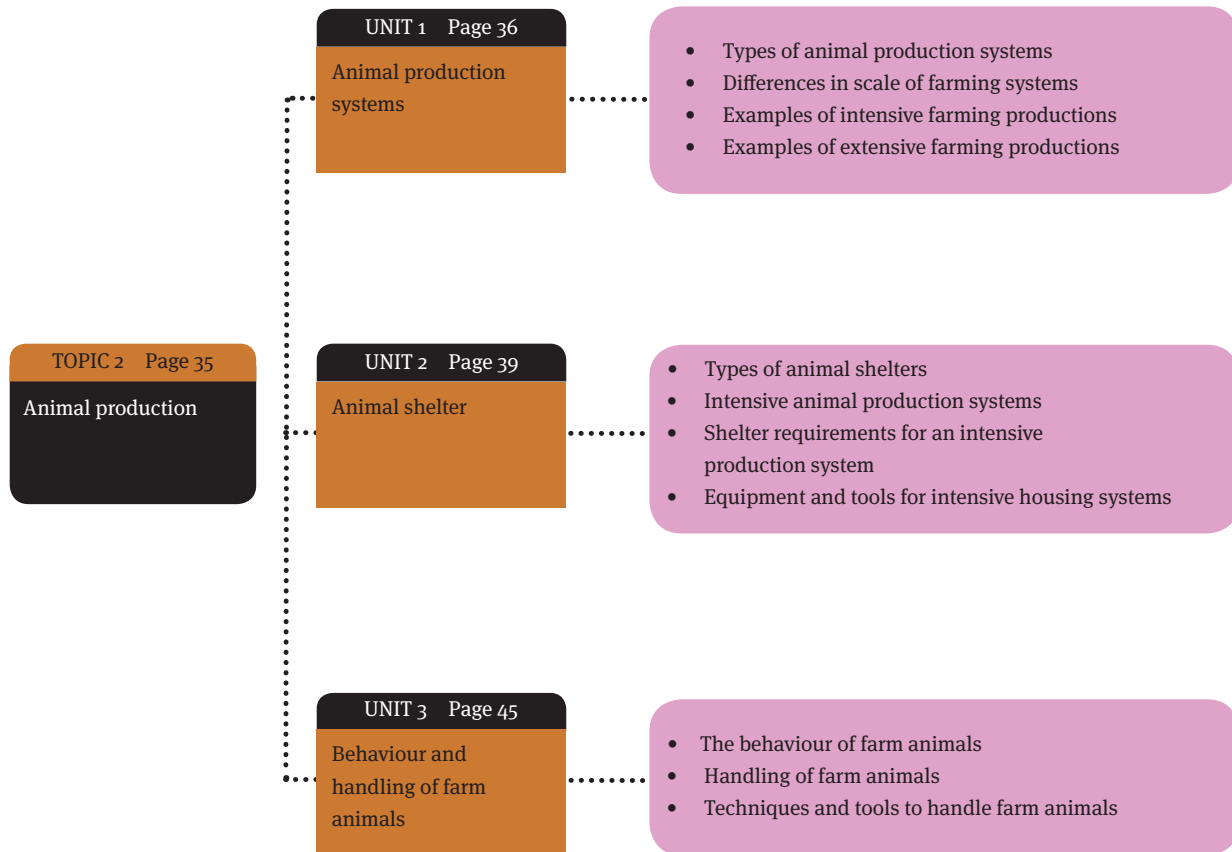 TOPIC 2 Page 35
Animal production
UNIT 1 Page 36
Animal production
systems
• Types of animal production systems
• Differences in scale of farming systems
• Examples of intensive farming productions
• Examples of extensive farming productions
UNIT 2 Page 39
Animal shelter
• Types of animal shelters
• Intensive animal production systems
• Shelter requirements for an intensive
production system
• Equipment and tools for intensive housing systems
UNIT 3 Page 45
Behaviour and
handling of farm
animals
• The behaviour of farm animals
• Handling of farm animals
• Techniques and tools to handle farm animals